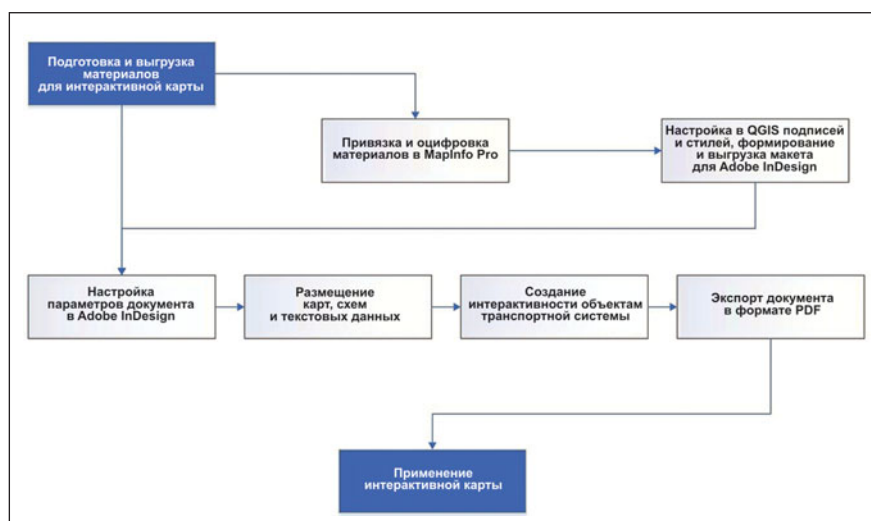 Подготовка и выгрузка
материалов
для интерактивной карты
Привязка и оцифровка
материалов в MapInfo Pro
Настройка в QGIS подписей
и стилей, формирование
и выгрузка макета
для Adobe InDesign
Настройка
параметров документа
в Adobe InDesign
Размещение
карт, схем
и текстовых данных
Создание
интерактивности объектам
транспортной системы
Экспорт документа
в формате PDF
Применение
интерактивной карты